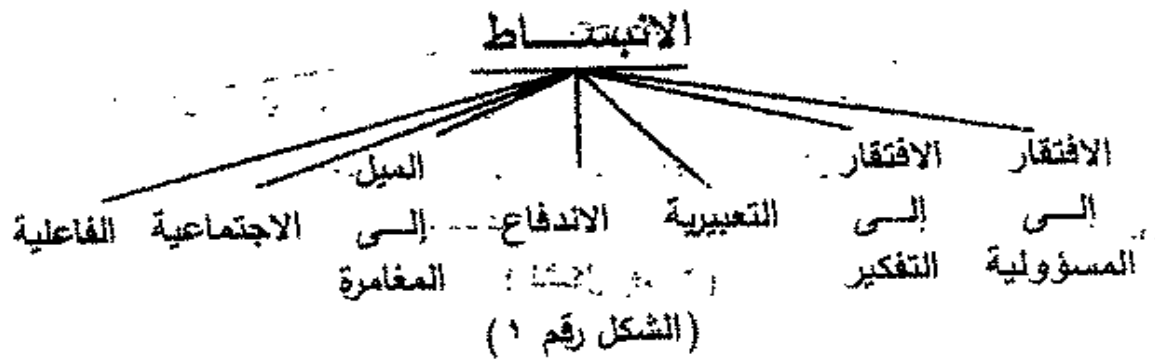 الانبساط
الافتقار إلى المسؤولية
الافتقار إلى التفكير
التعبيرية
الاندفاع
الميل إلى المغامرة
الاجتماعية
الفاعلية
(الشكل رقم ١)